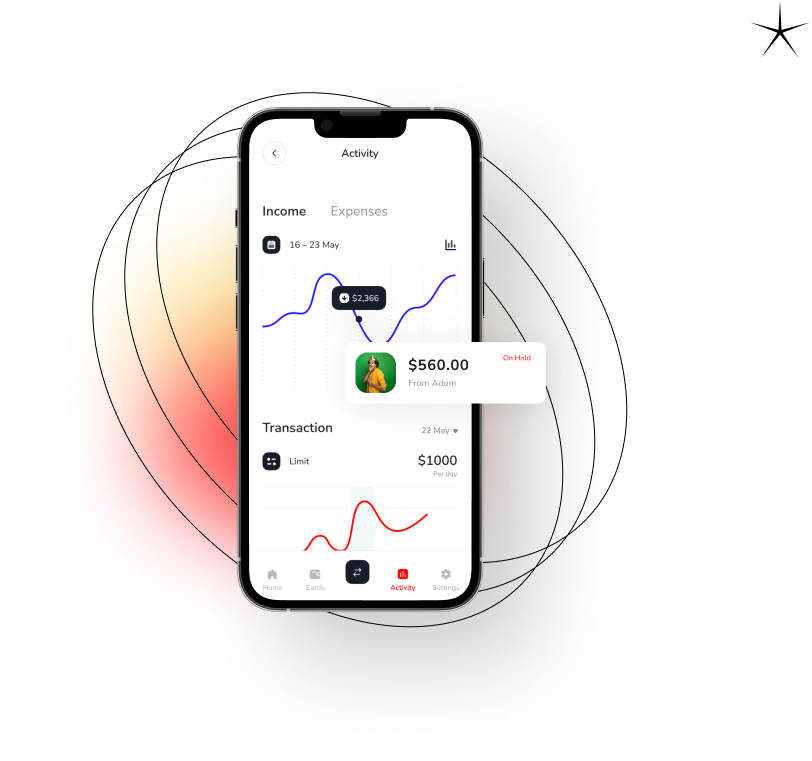 Activity
Income Expenses
16 – 23 May
$2,366
$560.00 On Hold
From Adom
Transaction 22 May
Limit $1000
Per day
Home Cards Activity Settings